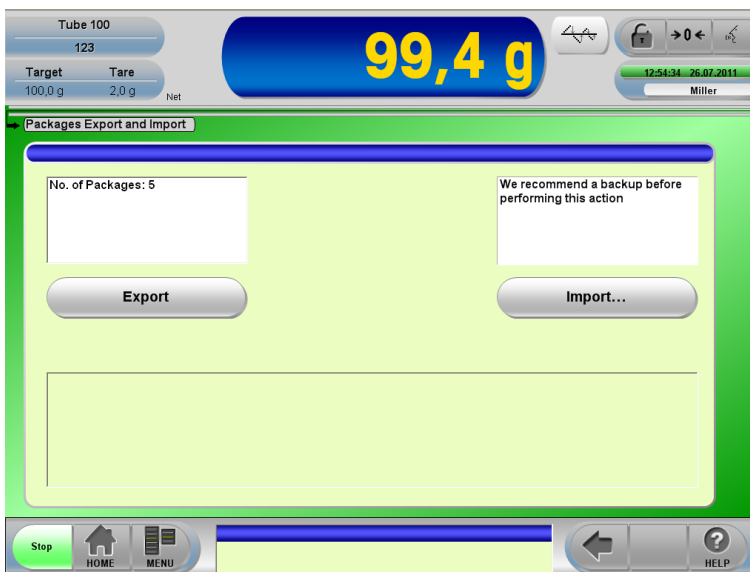 Tube 100
123
Target Tare
100,0 g 2,0 g Net
99,4 g
T →0←
12:54:34 26.07.2011
Miller
Packages Export and Import
No. of Packages: 5
We recommend a backup before
performing this action
Export
Import...
Stop
HOME
MENU
?
HELP